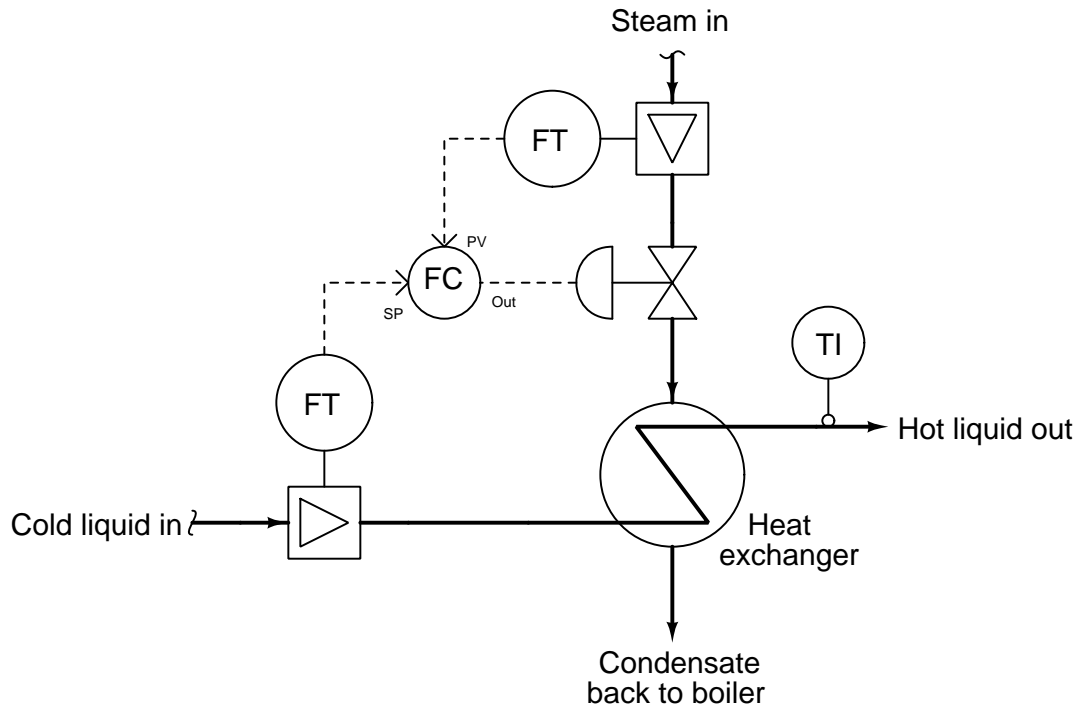 Steam in
FT
PV
FC
SP
Out
TI
FT
Hot liquid out
Cold liquid in
Heat
exchanger
Condensate
back to boiler